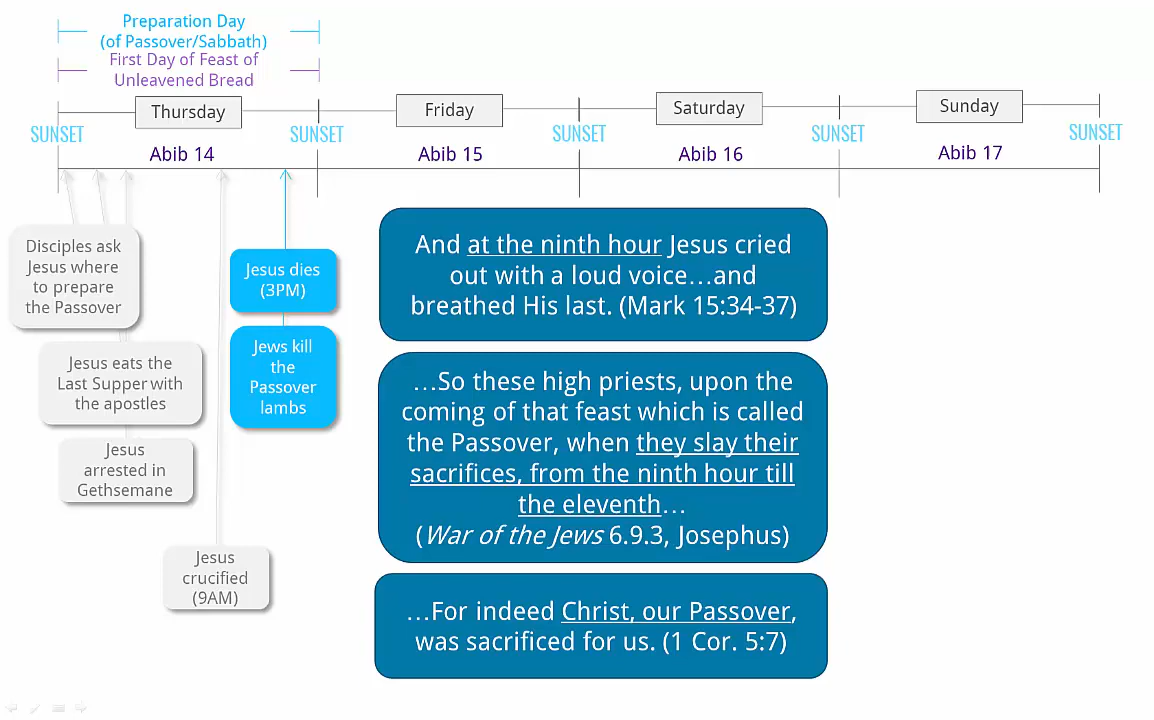 Preparation Day
(of Passover/Sabbath)
First Day of Feast of
Unleavened Bread
Thursday
Friday
Saturday
Sunday
SUNSET
SUNSET
SUNSET
SUNSET
SUNSET
Abib 14
Abib 15
Abib 16
Abib 17
Disciples ask
Jesus where
to prepare
the Passover
Jesus eats the
Last Supper with
the apostles
Jesus
arrested in
Gethsemane
Jesus
crucified
(9AM)
Jesus dies
(3PM)
Jews kill
the
Passover
lambs
And at the ninth hour Jesus cried
out with a loud voice…and
breathed His last. (Mark 15:34-37)
…So these high priests, upon the
coming of that feast which is called
the Passover, when they slay their
sacrifices, from the ninth hour till
the eleventh…
(War of the Jews 6.9.3, Josephus)
…For indeed Christ, our Passover,
was sacrificed for us. (1 Cor. 5:7)